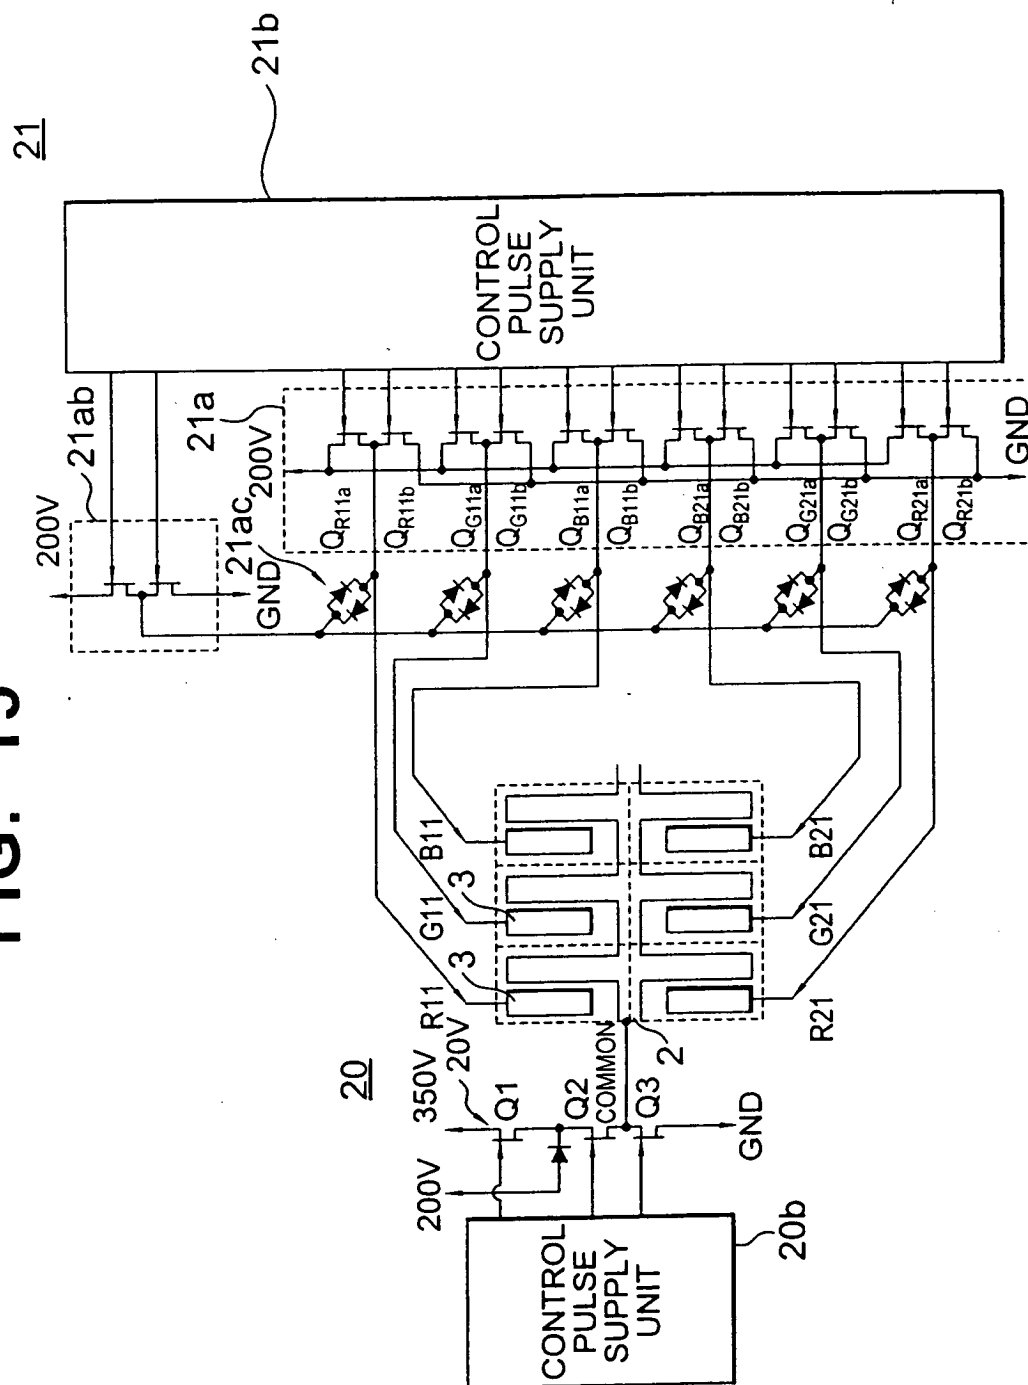 21
21b
CONTROL
PULSE
SUPPLY
UNIT
21ab
200V
GND
21a
200V
21ac
QR11a
QR11b
QG11a
QG11b
QB11a
QB11b
QB21a
QB21b
QG21a
QG21b
QR21a
QR21b
GND
R11
G11
B11
3
3
R21
G21
B21
2
COMMON
20
350V
20V
200V
Q1
Q2
Q3
GND
CONTROL
PULSE
SUPPLY
UNIT
20b